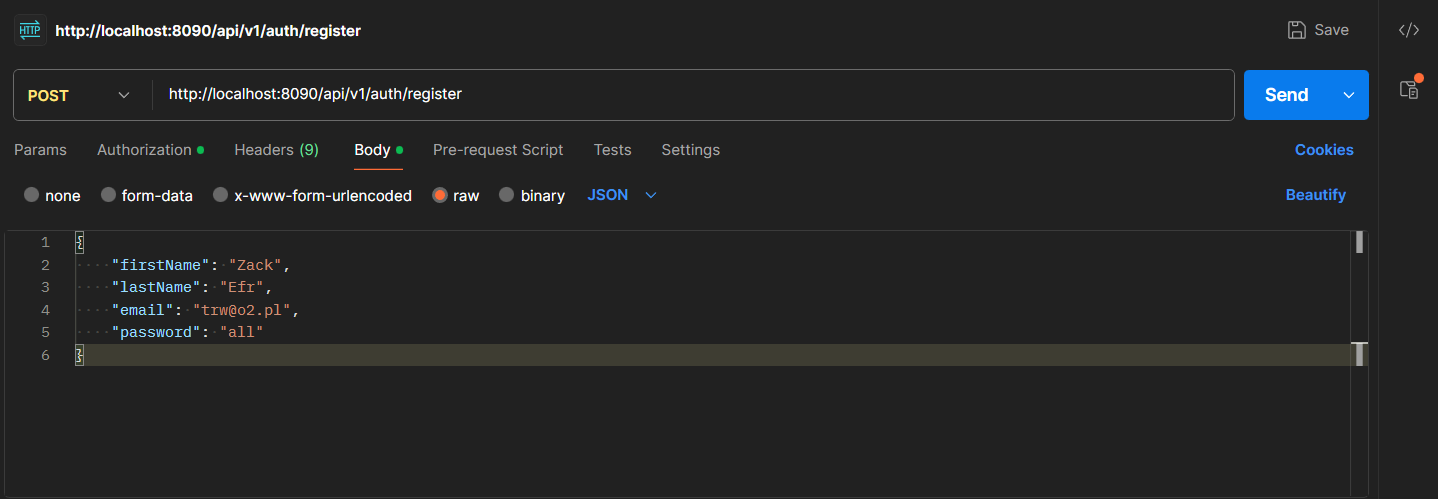 HTTP http://localhost:8090/api/v1/auth/register Save </>
POST http://localhost:8090/api/v1/auth/register Send
Params Authorization Headers (9) Body Pre-request Script Tests Settings Cookies
none form-data x-www-form-urlencoded raw binary JSON Beautify
1 {
2 "firstName": "Zack",
3 "lastName": "Efr",
4 "email": "trw@o2.pl",
5 "password": "all"
6 }